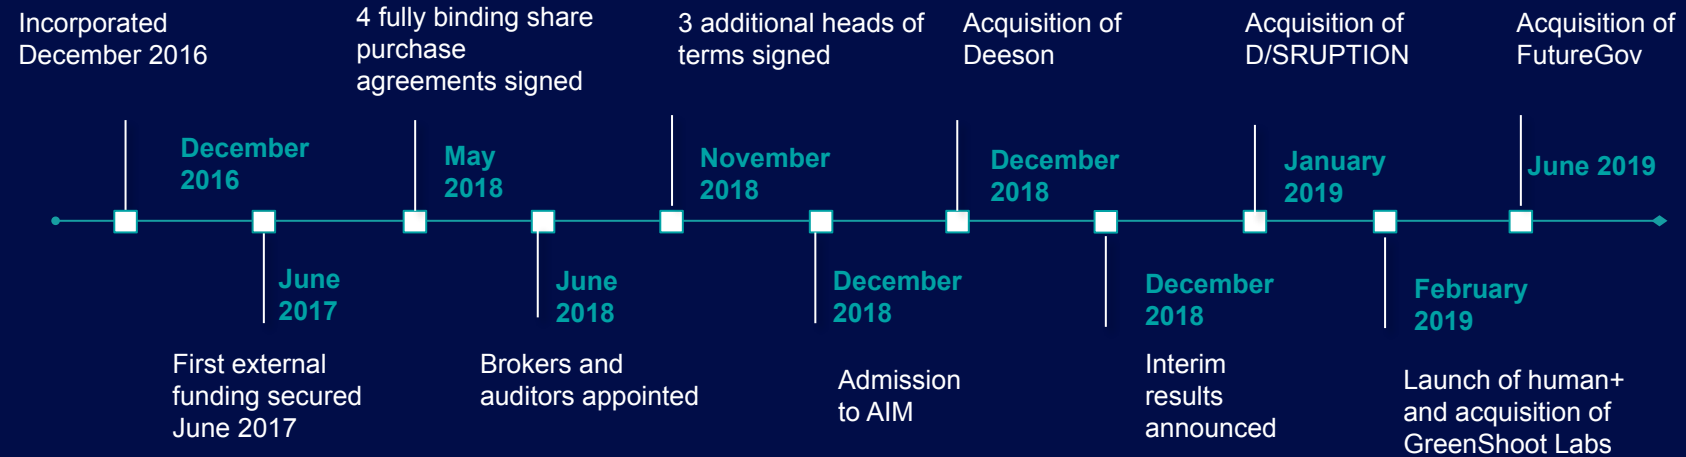 Incorporated
December 2016
4 fully binding share
purchase
agreements signed
3 additional heads of
terms signed
Acquisition of
Deeson
Acquisition of
D/SRUPTION
Acquisition of
FutureGov
December
2016
May
2018
November
2018
December
2018
January
2019
June 2019
June
2017
June
2018
December
2018
December
2018
February
2019
First external
funding secured
June 2017
Brokers and
auditors appointed
Admission
to AIM
Interim
results
announced
Launch of human+
and acquisition of
GreenShoot Labs